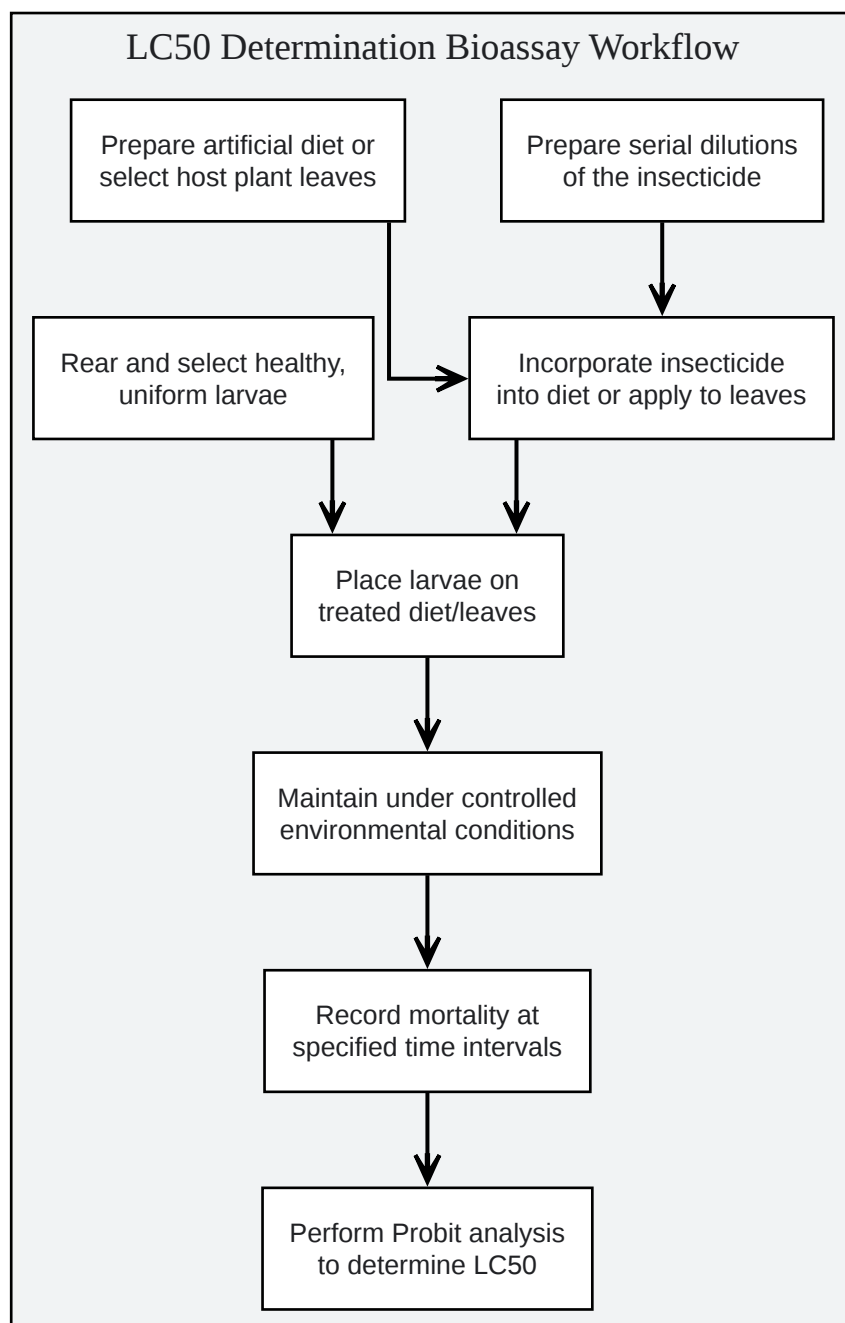 LC50 Determination Bioassay Workflow
Prepare artificial diet or
select host plant leaves
Prepare serial dilutions
of the insecticide
Rear and select healthy,
uniform larvae
Incorporate insecticide
into diet or apply to leaves
Place larvae on
treated diet/leaves
Maintain under controlled
environmental conditions
Record mortality at
specified time intervals
Perform Probit analysis
to determine LC50